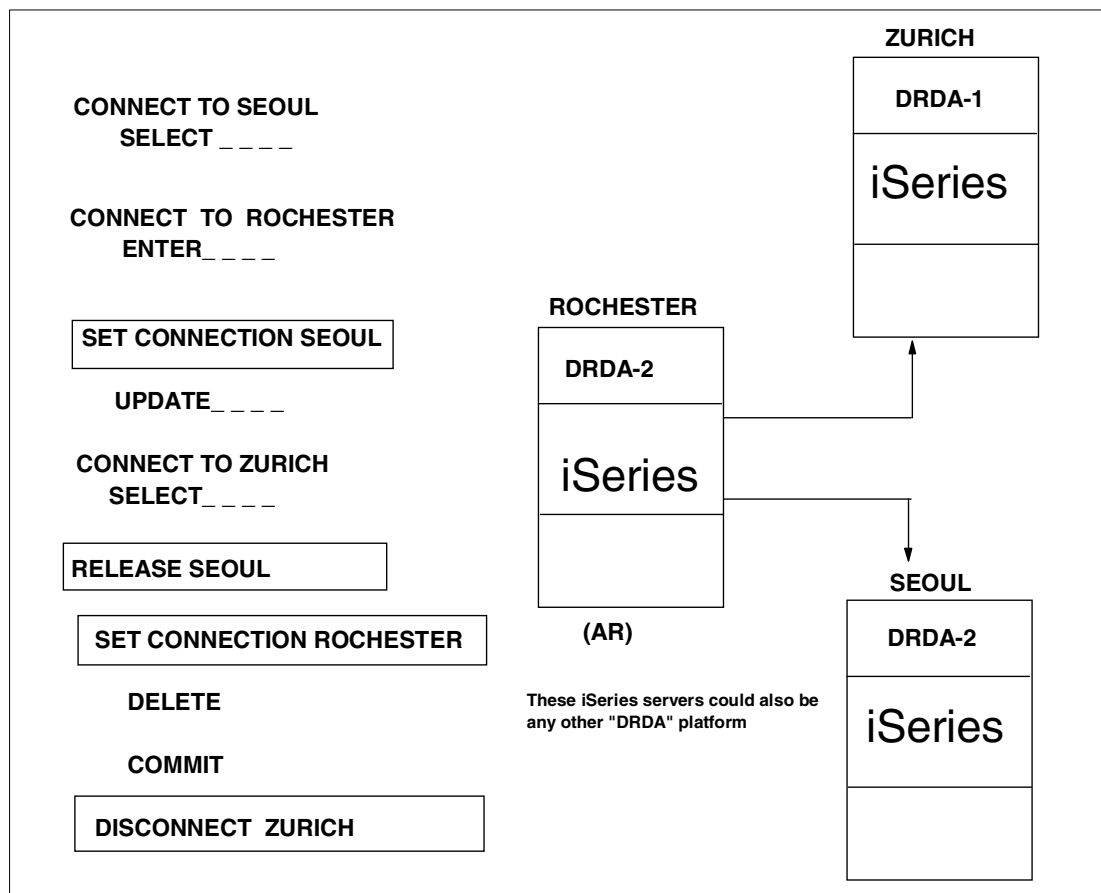 CONNECT TO SEOUL
SELECT _ _ _ _
CONNECT TO ROCHESTER
ENTER_ _ _ _
SET CONNECTION SEOUL
UPDATE_ _ _ _
CONNECT TO ZURICH
SELECT_ _ _ _
RELEASE SEOUL
SET CONNECTION ROCHESTER
DELETE
COMMIT
DISCONNECT ZURICH
ROCHESTER
DRDA-2
iSeries
(AR)
These iSeries servers could also be
any other "DRDA" platform
ZURICH
DRDA-1
iSeries
SEOUL
DRDA-2
iSeries